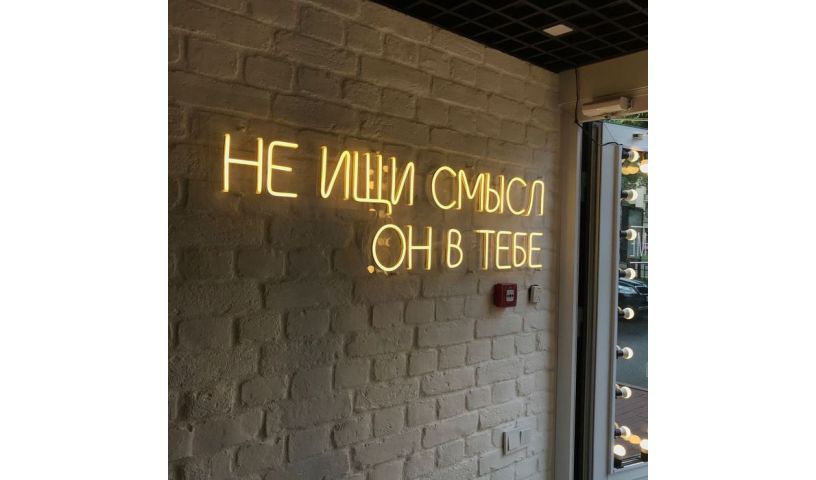 НЕ ИЩИ СМЫСЛ
ОН В ТЕБЕ